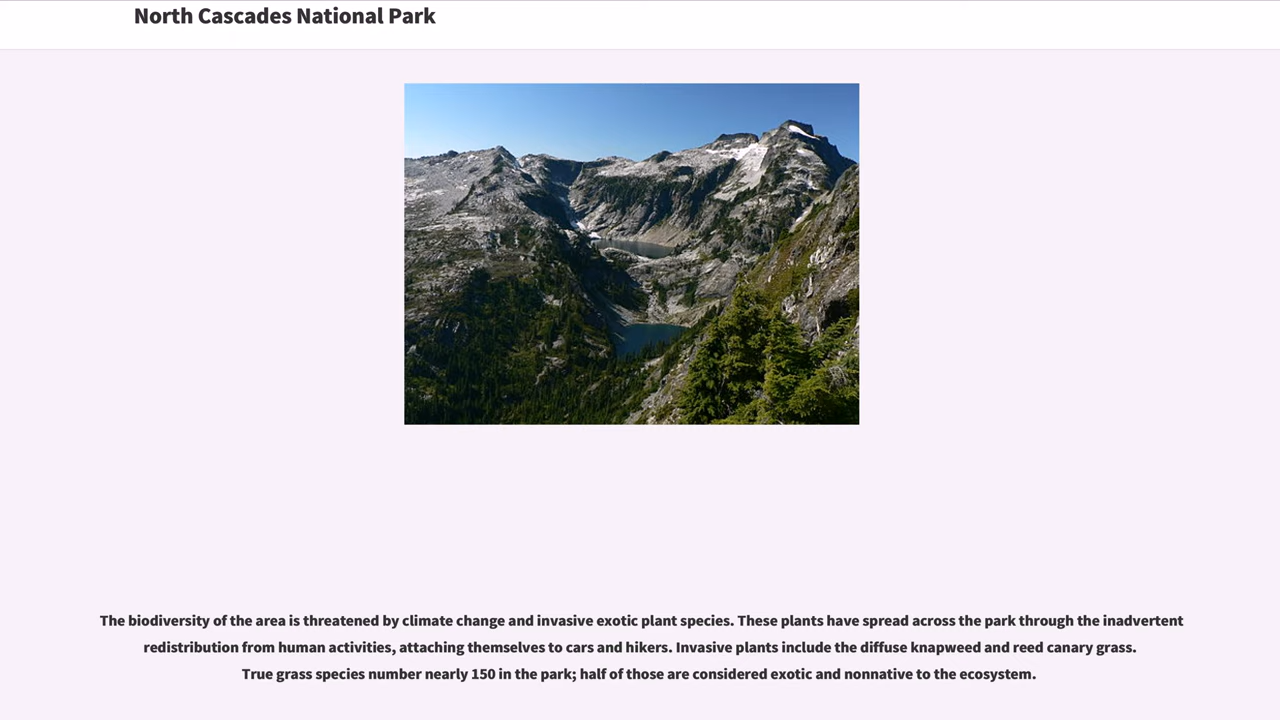 North Cascades National Park
The biodiversity of the area is threatened by climate change and invasive exotic plant species. These plants have spread across the park through the inadvertent
redistribution from human activities, attaching themselves to cars and hikers. Invasive plants include the diffuse knapweed and reed canary grass.
True grass species number nearly 150 in the park; half of those are considered exotic and nonnative to the ecosystem.